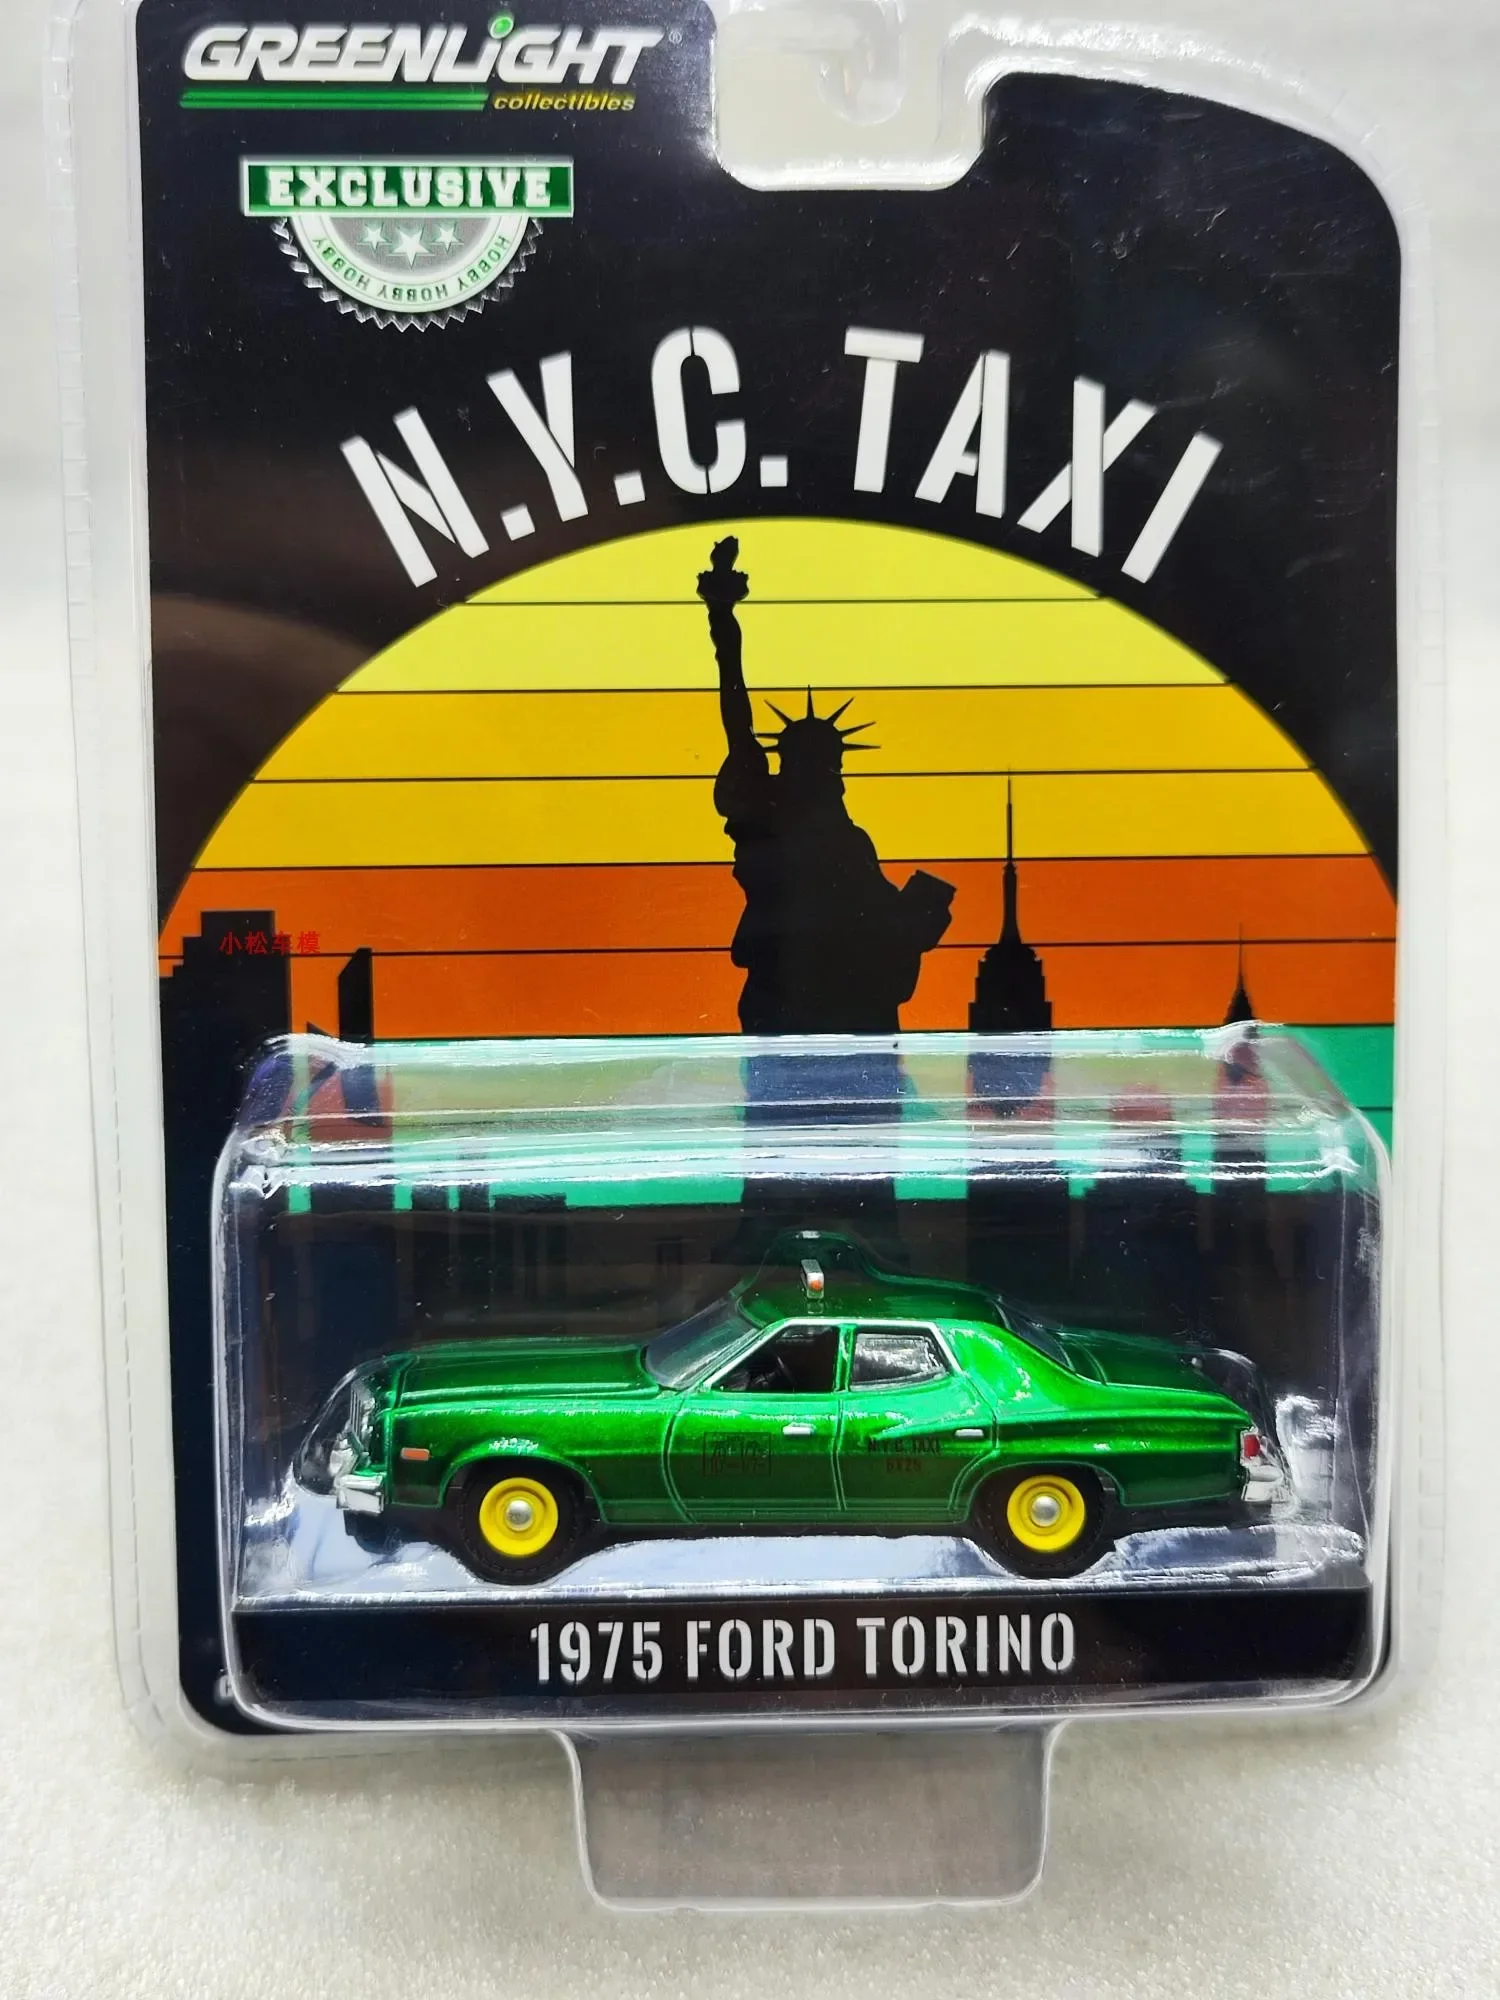 GREENLiGHT®
collectibles
EXCLUSIVE
HOBBY HOBBY HOBBY
N.Y.C. TAXI
小松车模
N.Y.C. TAXI
1975 FORD TORINO